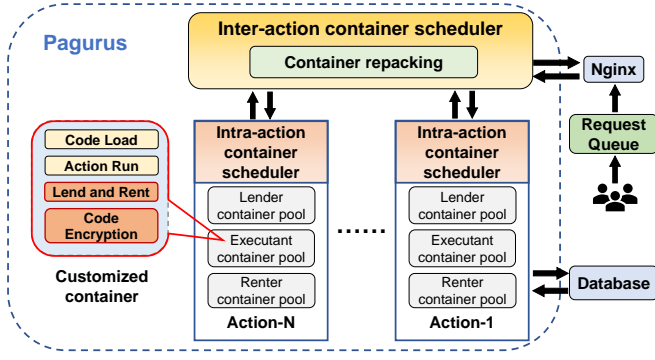 Pagurus
Inter-action container scheduler
Container repacking
Nginx
Request
Queue
Code Load
Action Run
Lend and Rent
Code
Encryption
Customized
container
Intra-action
container
scheduler
Lender
container pool
Executant
container pool
Renter
container pool
Action-N
......
Intra-action
container
scheduler
Lender
container pool
Executant
container pool
Renter
container pool
Action-1
Database